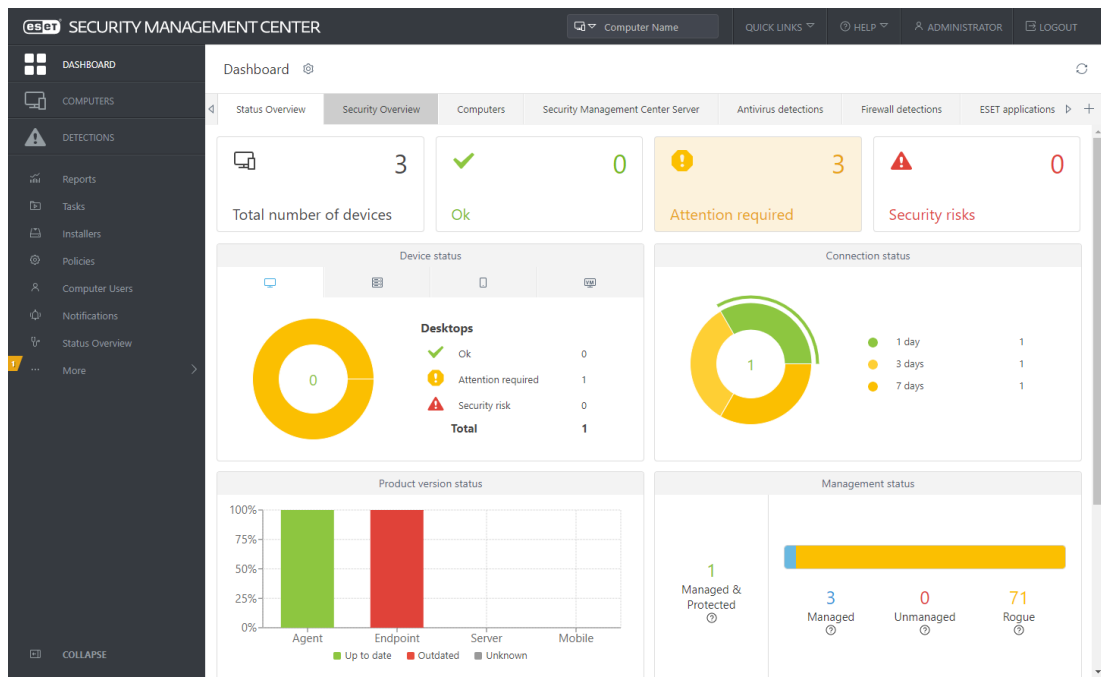 eset SECURITY MANAGEMENT CENTER
Computer Name
QUICK LINKS
HELP
ADMINISTRATOR
LOGOUT
DASHBOARD
COMPUTERS
DETECTIONS
Reports
Tasks
Installers
Policies
Computer Users
Notifications
Status Overview
More
COLLAPSE
Dashboard
Status Overview
Security Overview
Computers
Security Management Center Server
Antivirus detections
Firewall detections
ESET applications
3
Total number of devices
0
Ok
3
Attention required
0
Security risks
Device status
VM
0
Desktops
Ok 0
Attention required 1
Security risk 0
Total 1
Connection status
1
1 day 1
3 days 1
7 days 1
Product version status
100%
75%
50%
25%
0%
Agent Endpoint Server Mobile
Up to date Outdated Unknown
Management status
1
Managed &
Protected
3 0 71
Managed Unmanaged Rogue